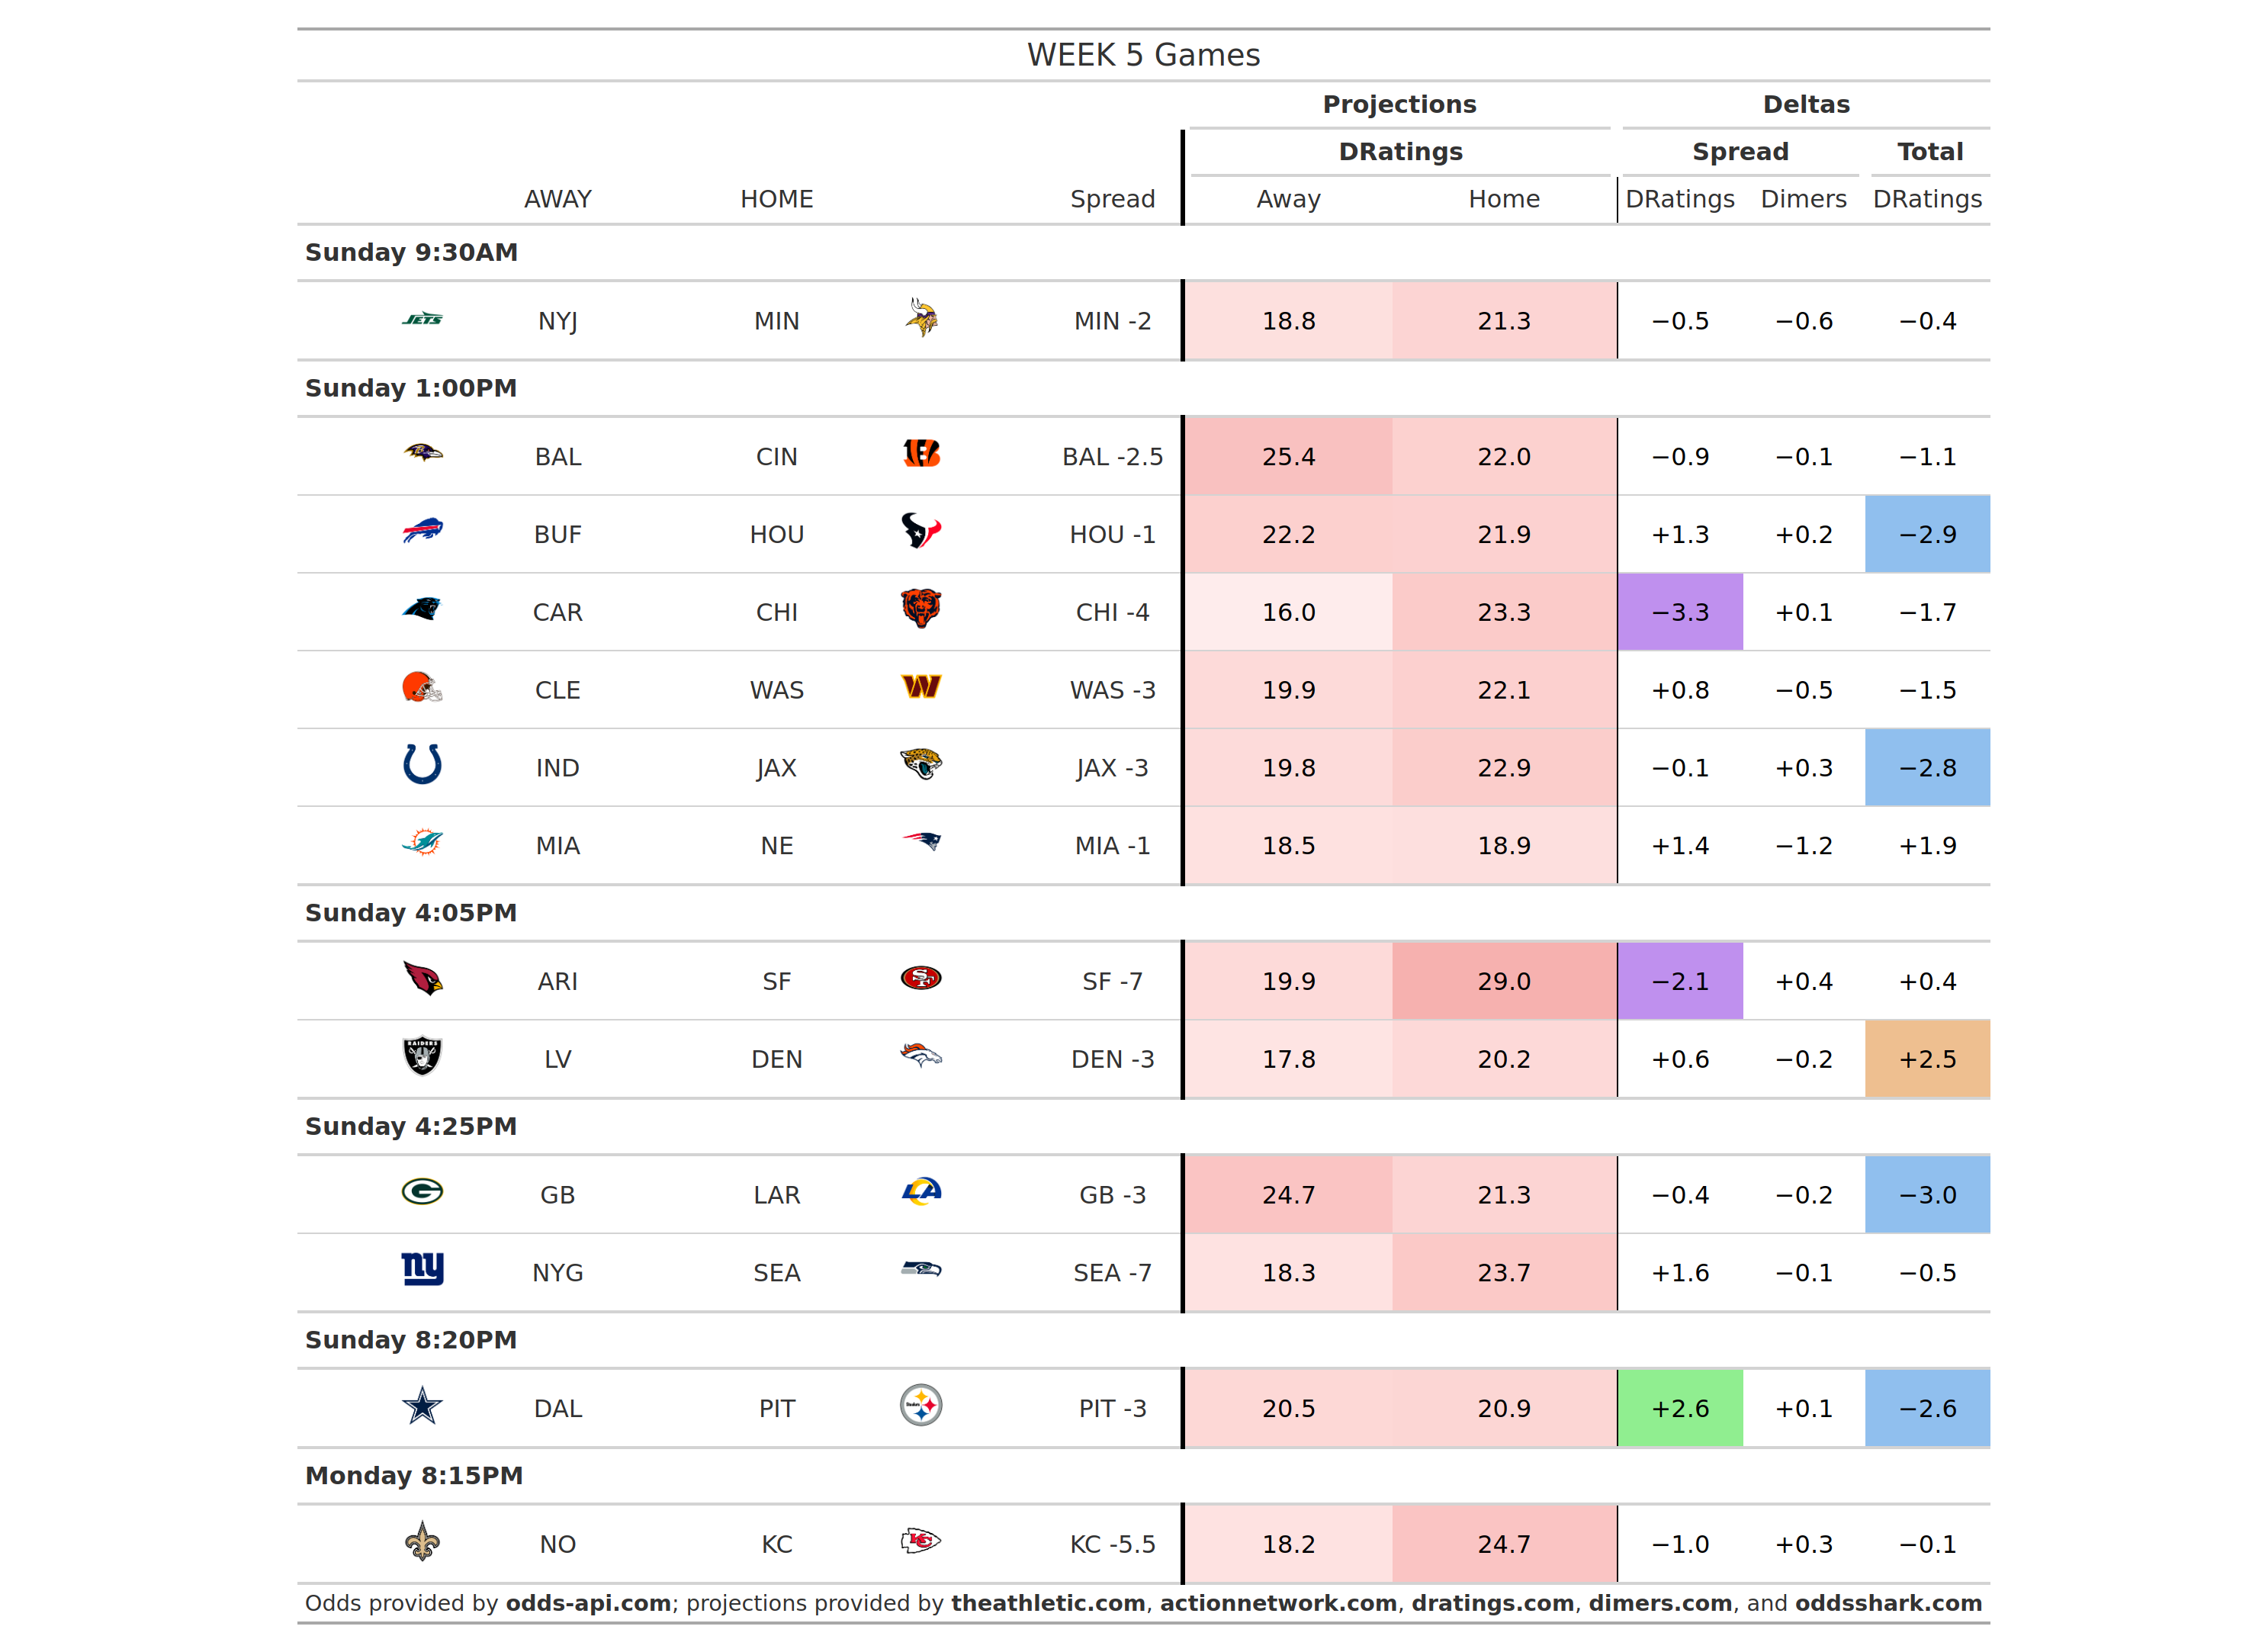 WEEK 5 Games
Projections Deltas
DRatings Spread Total
AWAY HOME Spread Away Home DRatings Dimers DRatings
Sunday 9:30AM
JETS NYJ MIN MIN -2 18.8 21.3 −0.5 −0.6 −0.4
Sunday 1:00PM
BAL CIN BAL -2.5 25.4 22.0 −0.9 −0.1 −1.1
BUF HOU HOU -1 22.2 21.9 +1.3 +0.2 −2.9
CAR CHI CHI -4 16.0 23.3 −3.3 +0.1 −1.7
CLE WAS W WAS -3 19.9 22.1 +0.8 −0.5 −1.5
IND JAX JAX -3 19.8 22.9 −0.1 +0.3 −2.8
MIA NE MIA -1 18.5 18.9 +1.4 −1.2 +1.9
Sunday 4:05PM
ARI SF SF SF -7 19.9 29.0 −2.1 +0.4 +0.4
RAIDERS LV DEN DEN -3 17.8 20.2 +0.6 −0.2 +2.5
Sunday 4:25PM
G GB LAR LA GB -3 24.7 21.3 −0.4 −0.2 −3.0
ny NYG SEA SEA -7 18.3 23.7 +1.6 −0.1 −0.5
Sunday 8:20PM
DAL PIT Steelers PIT -3 20.5 20.9 +2.6 +0.1 −2.6
Monday 8:15PM
NO KC KC KC -5.5 18.2 24.7 −1.0 +0.3 −0.1
Odds provided by odds-api.com; projections provided by theathletic.com, actionnetwork.com, dratings.com, dimers.com, and oddsshark.com